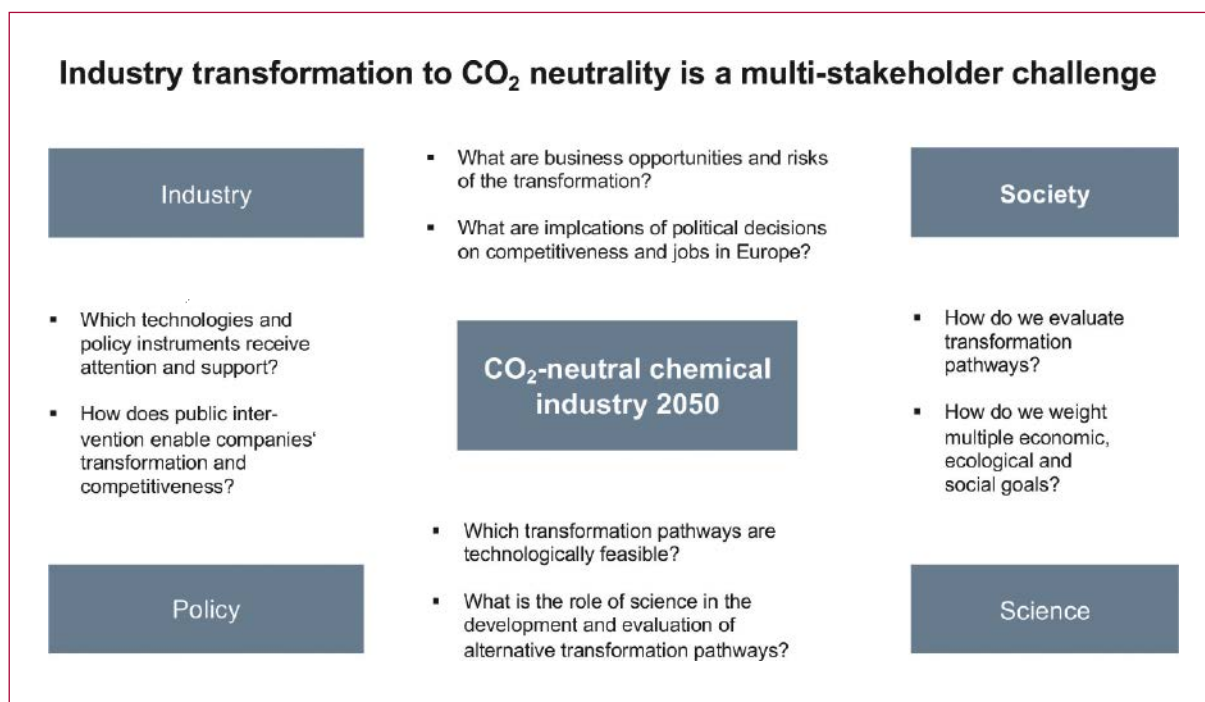 Industry transformation to CO₂ neutrality is a multi-stakeholder challenge
Industry
▪ What are business opportunities and risks
of the transformation?
▪ What are implcations of political decisions
on competitiveness and jobs in Europe?
Society
▪ Which technologies and
policy instruments receive
attention and support?
▪ How does public inter-
vention enable companies‘
transformation and
competitiveness?
CO₂-neutral chemical
industry 2050
▪ How do we evaluate
transformation
pathways?
▪ How do we weight
multiple economic,
ecological and
social goals?
Policy
▪ Which transformation pathways are
technologically feasible?
▪ What is the role of science in the
development and evaluation of
alternative transformation pathways?
Science